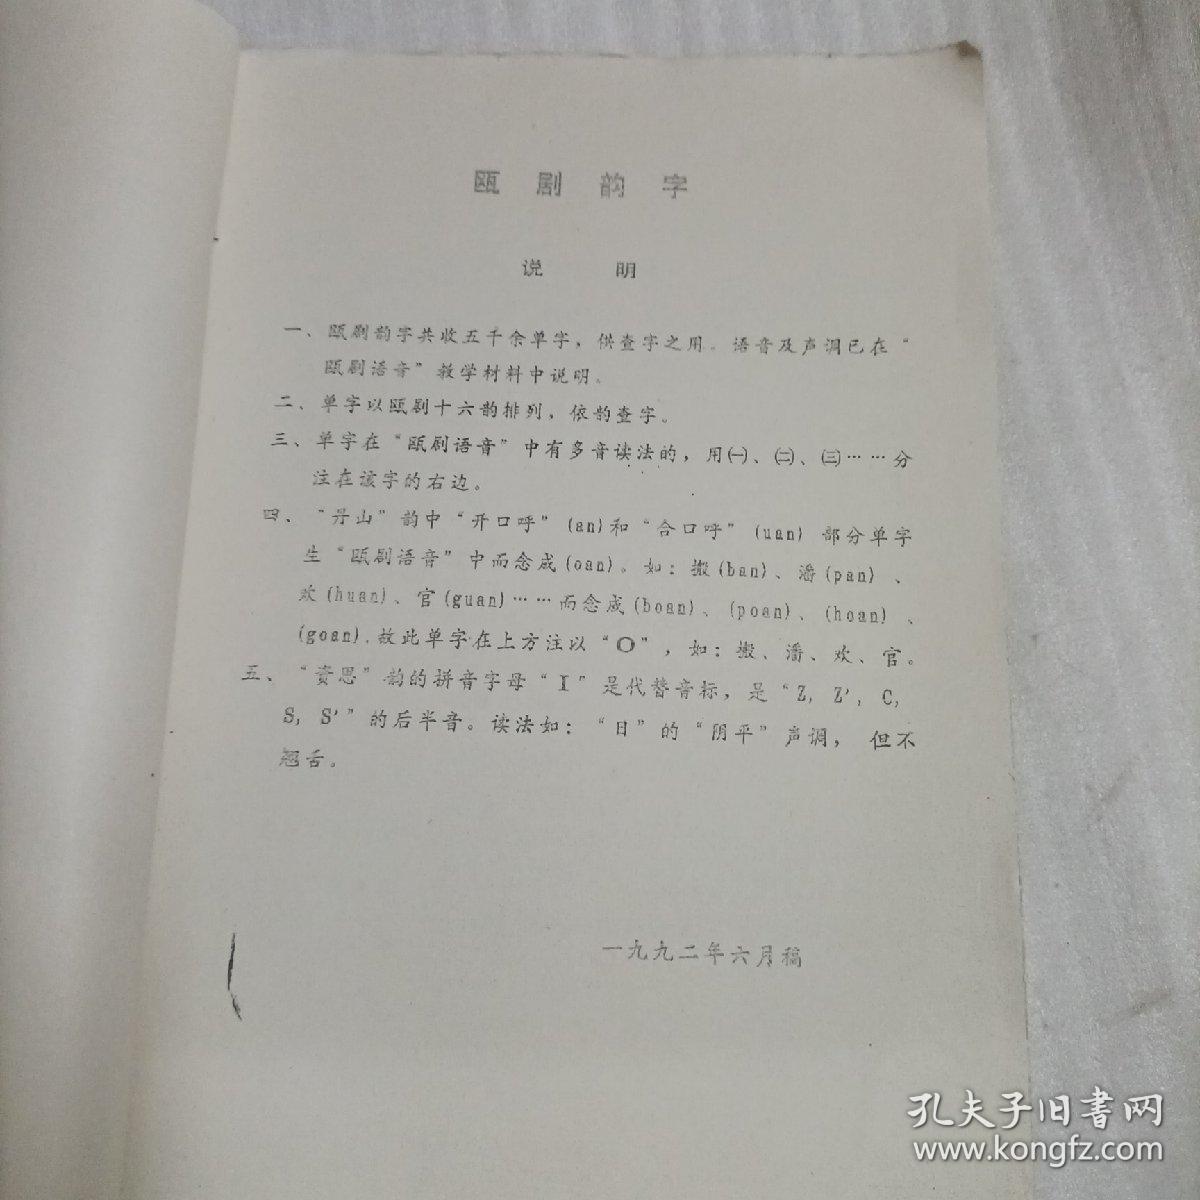 瓯剧韵字
说明
一、瓯剧韵字共收五千余单字，供查字之用。语音及声调已在“
瓯剧语音”教学材料中说明。
二、单字以瓯剧十六韵排列，依韵查字。
三、单字在“瓯剧语音”中有多音读法的，用㈠、㈡、㈢……分
注在该字的右边。
四、“丹山”韵中“开口呼”(an)和“合口呼”(uan)部分单字
生“瓯剧语音”中而念成(oan)。如：搬(ban)、潘(pan)、
欢(huan)、官(guan)……而念成(boan)、(poan)、(hoan)、
(goan).故此单字在上方注以“O”，如：搬、潘、欢、官。
五、“资思”韵的拼音字母“I”是代替音标，是“Z，Z'，C，
S，S'”的后半音。读法如：“日”的“阴平”声调，但不
翘舌。
一九九二年六月稿
孔夫子旧书网
www.kongfz.com